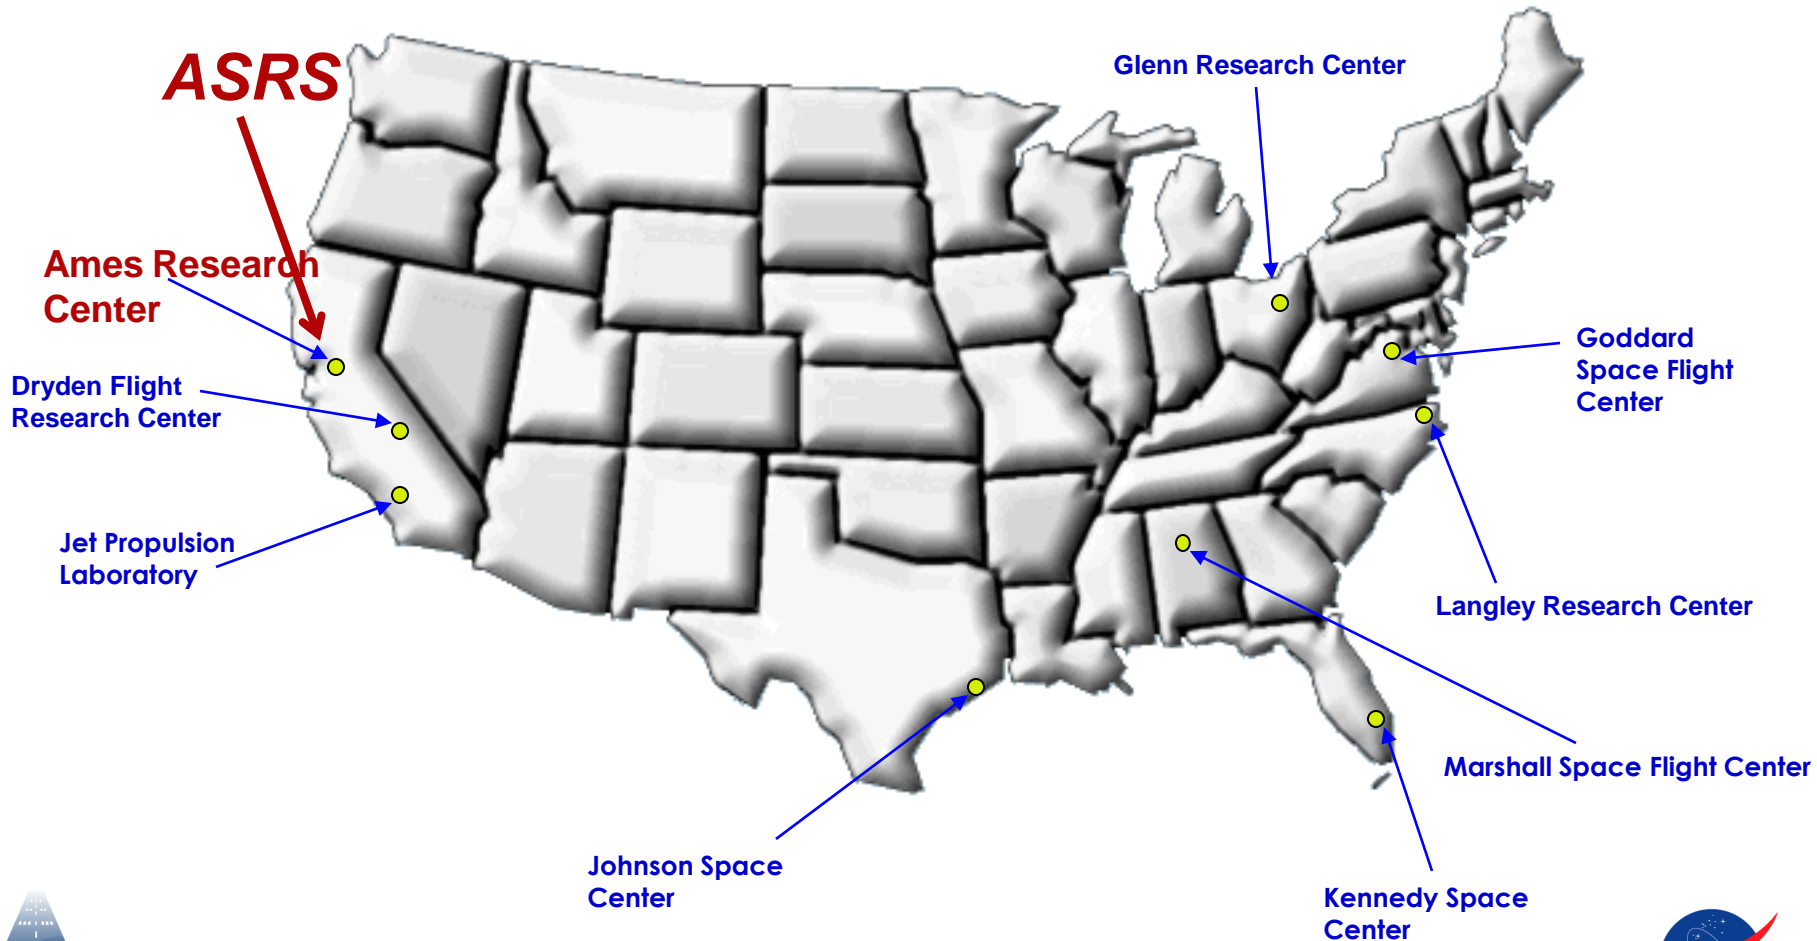 ASRS
Glenn Research Center
Ames Research
Center
Goddard
Space Flight
Center
Dryden Flight
Research Center
Jet Propulsion
Laboratory
Langley Research Center
Marshall Space Flight Center
Johnson Space
Center
Kennedy Space
Center